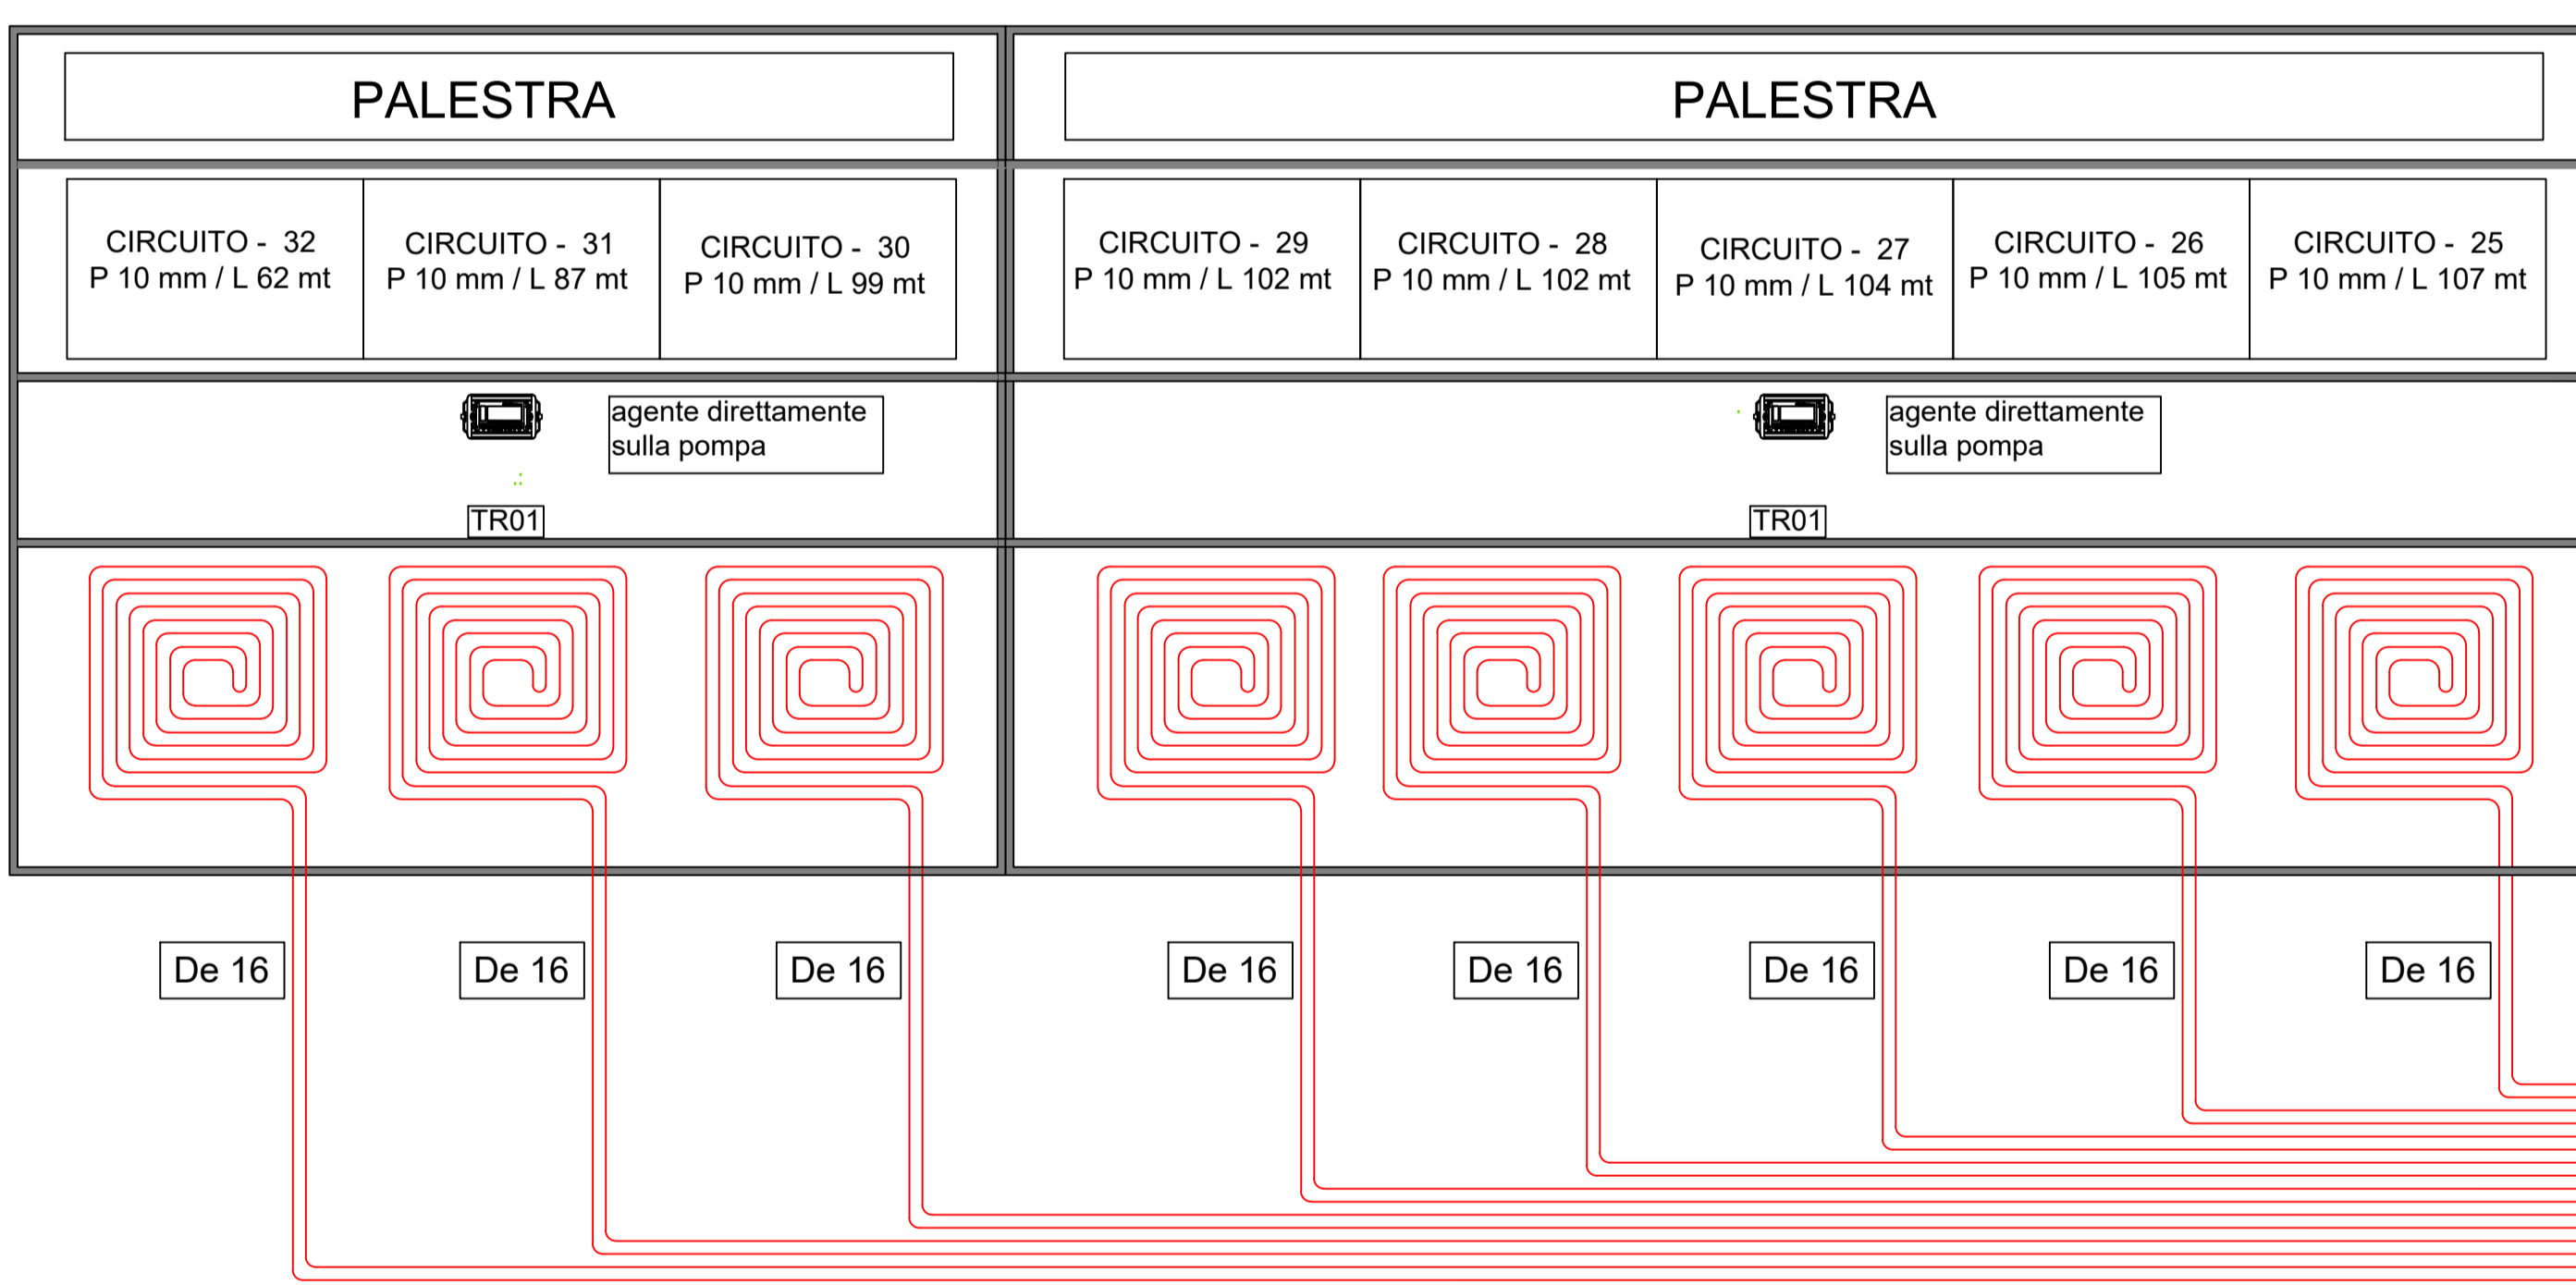 PALESTRA
PALESTRA
CIRCUITO - 32
P 10 mm / L 62 mt
CIRCUITO - 31
P 10 mm / L 87 mt
CIRCUITO - 30
P 10 mm / L 99 mt
CIRCUITO - 29
P 10 mm / L 102 mt
CIRCUITO - 28
P 10 mm / L 102 mt
CIRCUITO - 27
P 10 mm / L 104 mt
CIRCUITO - 26
P 10 mm / L 105 mt
CIRCUITO - 25
P 10 mm / L 107 mt
agente direttamente
sulla pompa
TR01
agente direttamente
sulla pompa
TR01
De 16
De 16
De 16
De 16
De 16
De 16
De 16
De 16